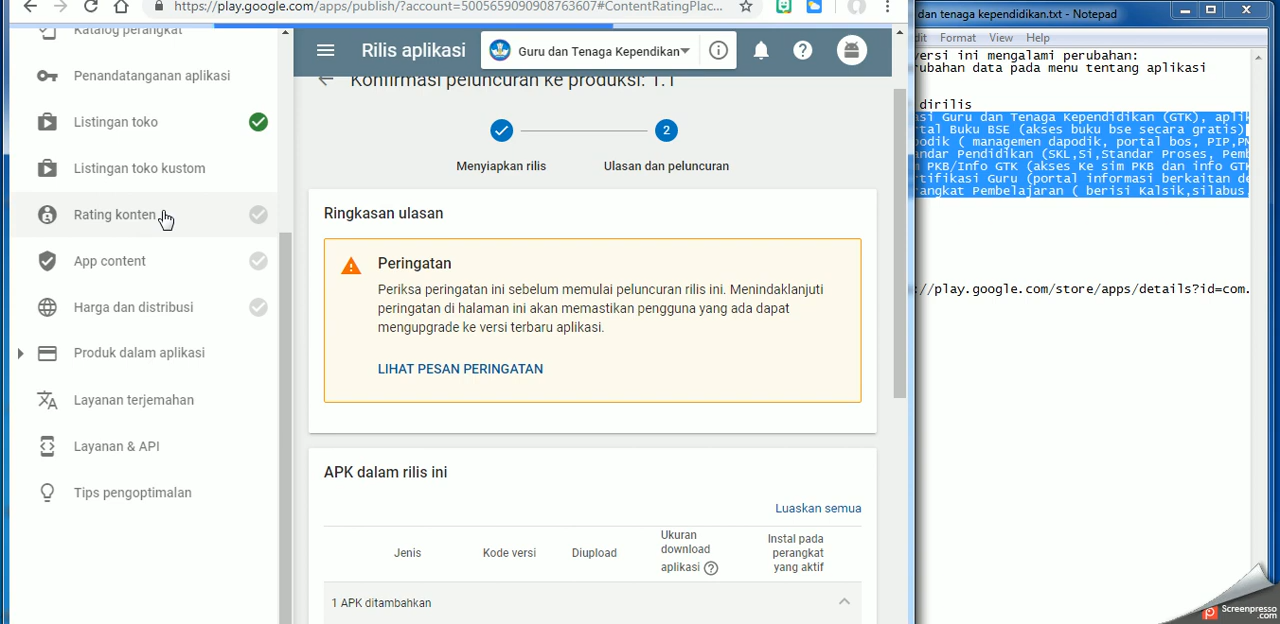 https://play.google.com/apps/publish/?account=5005659090908763607#ContentRatingPlac...
Katalog perangkat
Penandatanganan aplikasi
Listingan toko
Listingan toko kustom
Rating konten
App content
Harga dan distribusi
Produk dalam aplikasi
Layanan terjemahan
Layanan & API
Tips pengoptimalan
Rilis aplikasi
Guru dan Tenaga Kependikan
Konfirmasi peluncuran ke produksi: 1.1
2
Menyiapkan rilis
Ulasan dan peluncuran
Ringkasan ulasan
Peringatan
Periksa peringatan ini sebelum memulai peluncuran rilis ini. Menindaklanjuti
peringatan di halaman ini akan memastikan pengguna yang ada dapat
mengupgrade ke versi terbaru aplikasi.
LIHAT PESAN PERINGATAN
APK dalam rilis ini
Luaskan semua
Jenis
Kode versi
Diupload
Ukuran
download
aplikasi
Instal pada
perangkat
yang aktif
1 APK ditambahkan
dan tenaga kependidikan.txt - Notepad
dit Format View Help
versi ini mengalami perubahan:
rubahan data pada menu tentang aplikasi
dirilis
asi Guru dan Tenaga Kependidikan (GTK), aplik
rtal Buku BSE (akses buku bse secara gratis)
podik ( managemen dapodik, portal bos, PIP,PM
andar Pendidikan (SKL,Si,Standar Proses, Pemb
m PKB/Info GTK (akses Ke sim PKB dan info GTK
rtifikasi Guru (portal informasi berkaitan de
rangkat Pembelajaran ( berisi Kalsik,silabus,
://play.google.com/store/apps/details?id=com.
Screenpresso
.com